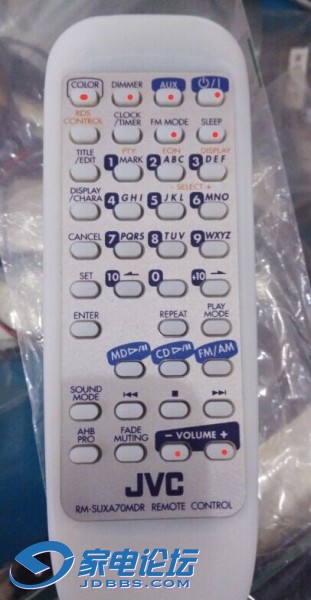 COLOR DIMMER AUX ⏻/|
RDS CONTROL CLOCK /TIMER FM MODE SLEEP
PTY EON DISPLAY
TITLE /EDIT 1 MARK 2 ABC 3 DEF
- SELECT +
DISPLAY /CHARA 4 GHI 5 JKL 6 MNO
CANCEL 7 PQRS 8 TUV 9 WXYZ
SET 10 0 +10
ENTER REPEAT PLAY MODE
MD▷/II CD▷/II FM/AM
SOUND MODE |◀◀ ■ ▶▶|
AHB PRO FADE MUTING - VOLUME +
JVC
RM-SUXA70MDR REMOTE CONTROL
家电论坛
JDBBS.COM